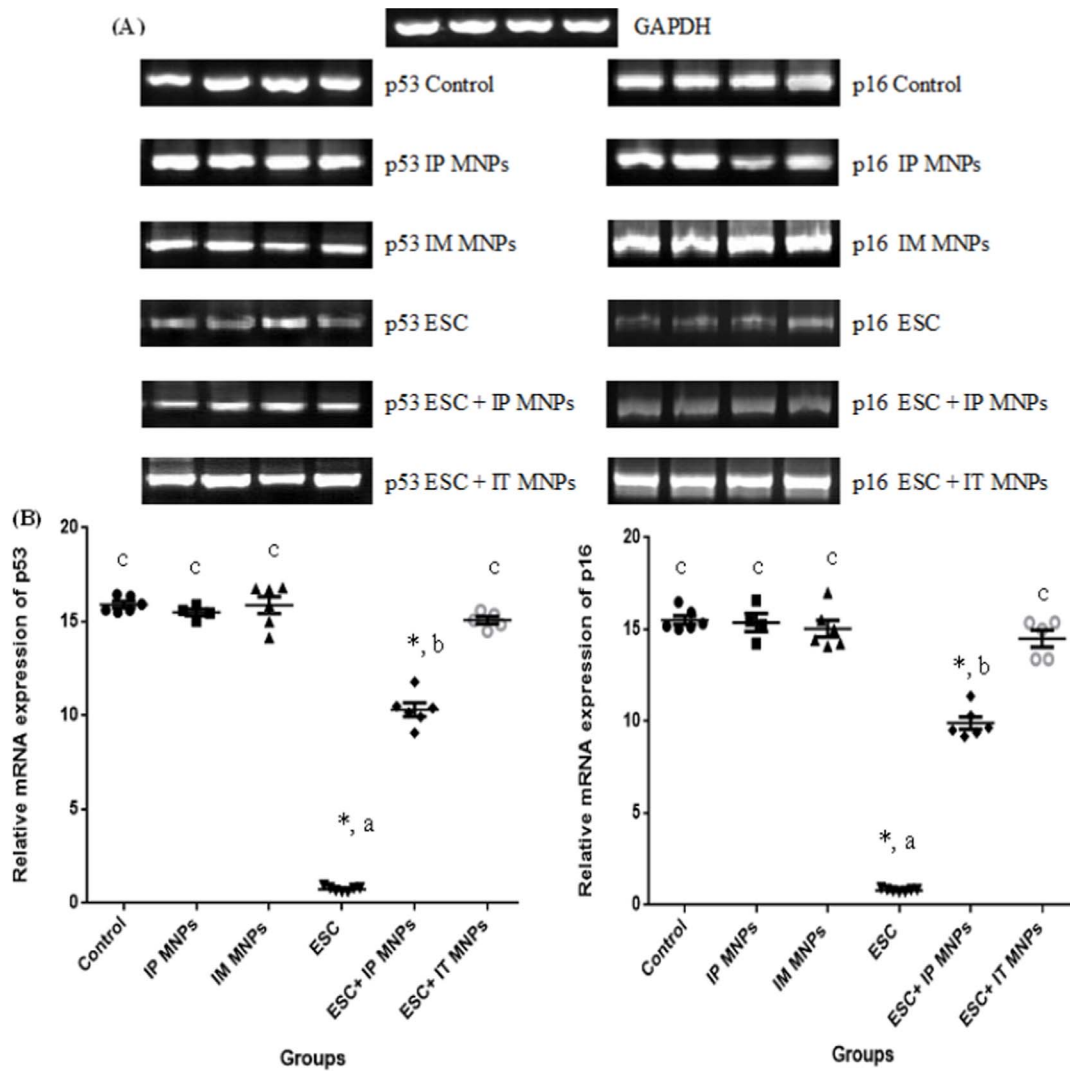 (A)
GAPDH
p53 Control
p16 Control
p53 IP MNPs
p16 IP MNPs
p53 IM MNPs
p16 IM MNPs
p53 ESC
p16 ESC
p53 ESC + IP MNPs
p16 ESC + IP MNPs
p53 ESC + IT MNPs
p16 ESC + IT MNPs
(B)
Relative mRNA expression of p53
20
15
10
5
0
c
c
c
*, a
*, b
c
Control
IP MNPs
IM MNPs
ESC
ESC+ IP MNPs
ESC+ IT MNPs
Groups
Relative mRNA expression of p16
20
15
10
5
0
c
c
c
*, a
*, b
c
Control
IP MNPs
IM MNPs
ESC
ESC+ IP MNPs
ESC+ IT MNPs
Groups